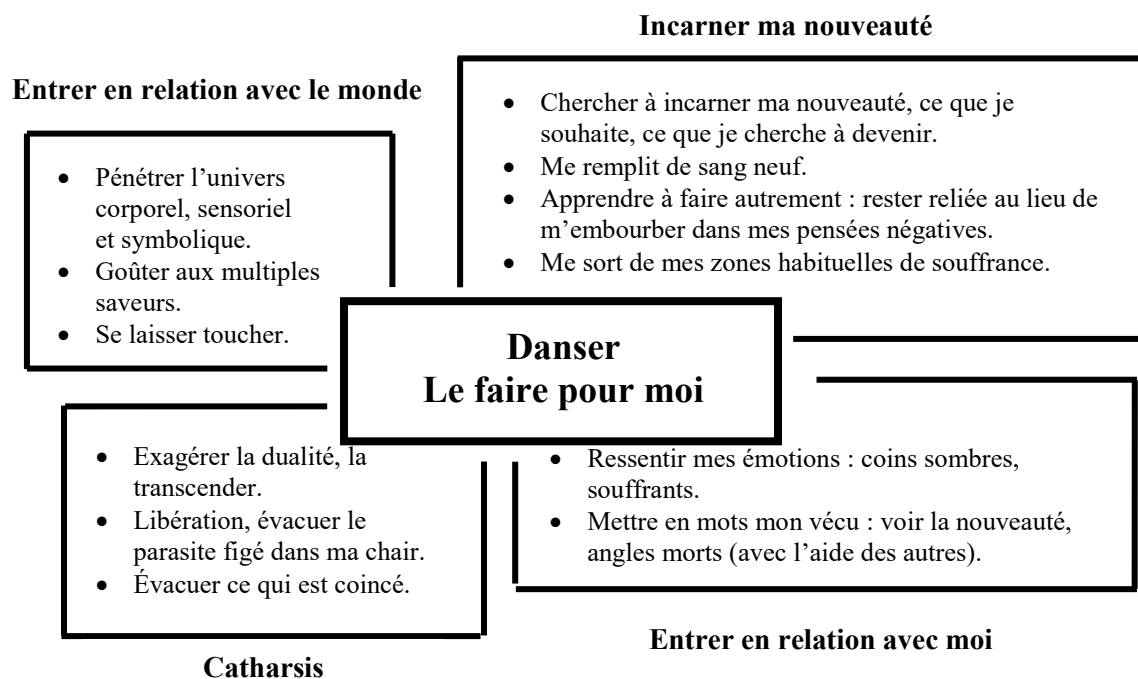 Incarner ma nouveauté
Entrer en relation avec le monde
• Chercher à incarner ma nouveauté, ce que je
souhaite, ce que je cherche à devenir.
• Me remplit de sang neuf.
• Apprendre à faire autrement : rester reliée au lieu de
m’embourber dans mes pensées négatives.
• Me sort de mes zones habituelles de souffrance.
• Pénétrer l’univers
corporel, sensoriel
et symbolique.
• Goûter aux multiples
saveurs.
• Se laisser toucher.
Danser
Le faire pour moi
• Exagérer la dualité, la
transcender.
• Libération, évacuer le
parasite figé dans ma chair.
• Évacuer ce qui est coincé.
• Ressentir mes émotions : coins sombres,
souffrants.
• Mettre en mots mon vécu : voir la nouveauté,
angles morts (avec l’aide des autres).
Entrer en relation avec moi
Catharsis